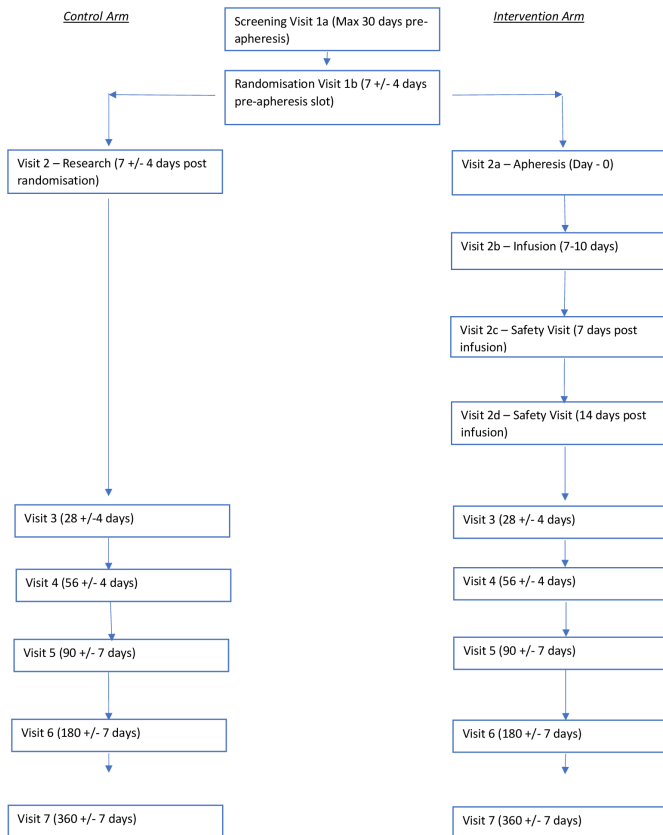 Control Arm
Screening Visit 1a (Max 30 days pre-
apheresis)
Intervention Arm
Randomisation Visit 1b (7 +/- 4 days
pre-apheresis slot)
Visit 2 – Research (7 +/- 4 days post
randomisation)
Visit 2a – Apheresis (Day - 0)
Visit 2b – Infusion (7-10 days)
Visit 2c – Safety Visit (7 days post
infusion)
Visit 2d – Safety Visit (14 days post
infusion)
Visit 3 (28 +/-4 days)
Visit 3 (28 +/- 4 days)
Visit 4 (56 +/- 4 days)
Visit 4 (56 +/- 4 days)
Visit 5 (90 +/- 7 days)
Visit 5 (90 +/- 7 days)
Visit 6 (180 +/- 7 days)
Visit 6 (180 +/- 7 days)
Visit 7 (360 +/- 7 days)
Visit 7 (360 +/- 7 days)